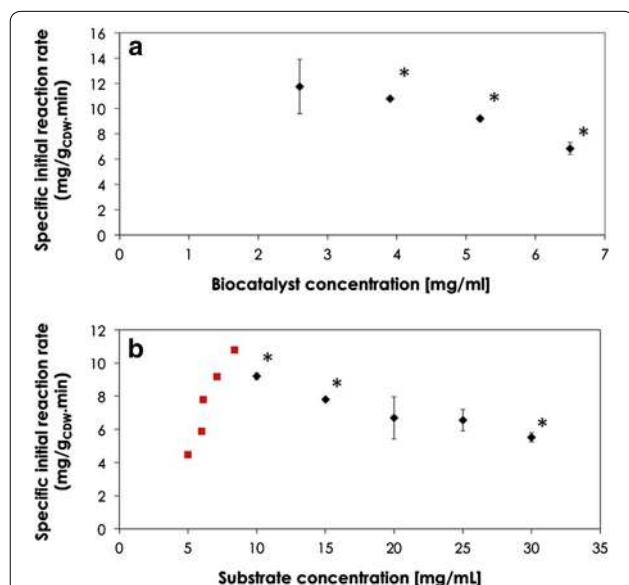 a
Specific initial reaction rate
(mg/gCDW.min)
16
14
12
10
8
6
4
2
0
* * *
0 1 2 3 4 5 6 7
Biocatalyst concentration [mg/ml]
b
Specific initial reaction rate
(mg/gCDW.min)
12
10
8
6
4
2
0
* * *
0 5 10 15 20 25 30 35
Substrate concentration [mg/mL]